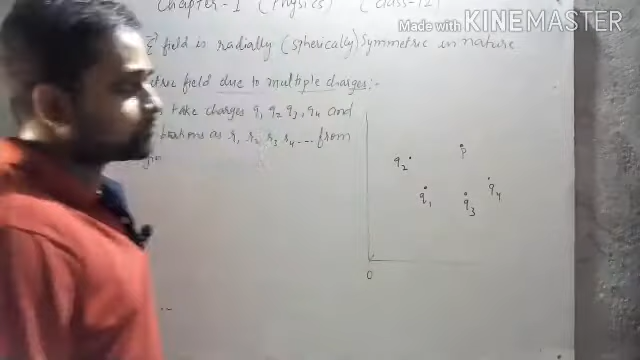 Chapter-1 (Physics) (Class-12)
Made with KINEMASTER
E field is radially (spherically) Symmetric in nature
field due to multiple charges:-
take charges q1 q2 q3, q4 and
as r1 r2 r3 r4 ... from
P
q2
q4
q1
q3
O